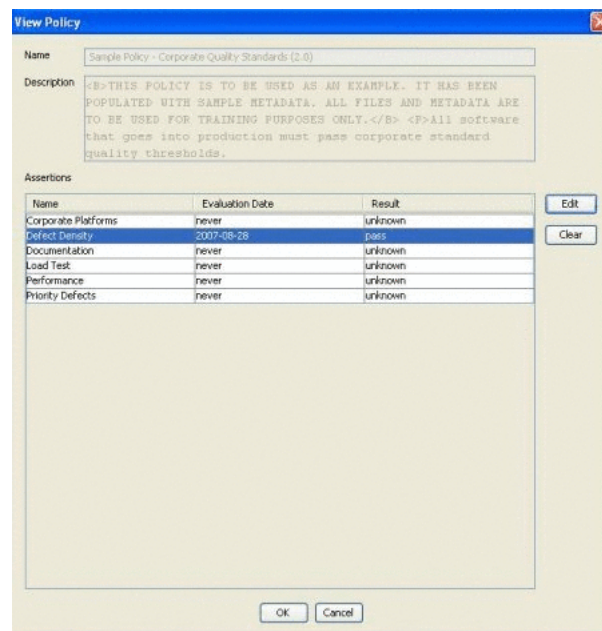 View Policy
Name
Sample Policy - Corporate Quality Standards (2.0)
Description
<B>THIS POLICY IS TO BE USED AS AN EXAMPLE. IT HAS BEEN
POPULATED WITH SAMPLE METADATA. ALL FILES AND METADATA ARE
TO BE USED FOR TRAINING PURPOSES ONLY.</B> <P>All software
that goes into production must pass corporate standard
quality thresholds.
Assertions
Name Evaluation Date Result
Corporate Platforms never unknown
Defect Density 2007-08-28 pass
Documentation never unknown
Load Test never unknown
Performance never unknown
Priority Defects never unknown
Edit
Clear
OK Cancel